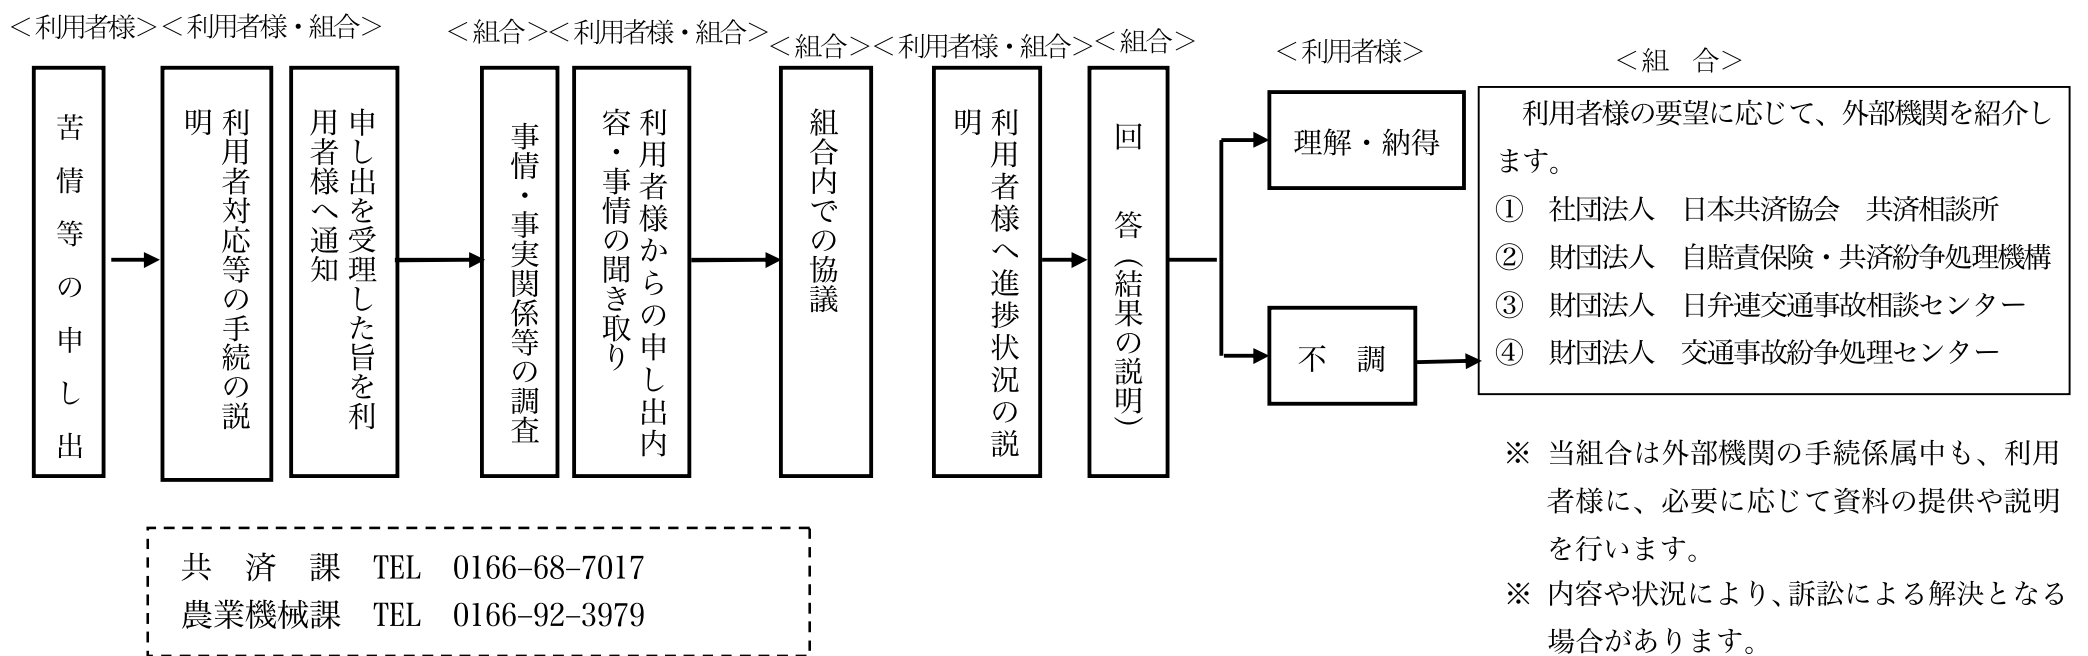 ＜利用者様＞
＜利用者様・組合＞
＜組合＞
＜利用者様・組合＞
＜組合＞
＜利用者様・組合＞
＜組合＞
＜利用者様＞
＜組　合＞
苦情等の申し出
利用者対応等の手続の説
明
申し出を受理した旨を利
用者様へ通知
事情・事実関係等の調査
利用者様からの申し出内
容・事情の聞き取り
組合内での協議
利用者様へ進捗状況の説
明
回　答（結果の説明）
理解・納得
不　調
利用者様の要望に応じて、外部機関を紹介し
ます。
①　社団法人　日本共済協会　共済相談所
②　財団法人　自賠責保険・共済紛争処理機構
③　財団法人　日弁連交通事故相談センター
④　財団法人　交通事故紛争処理センター
※ 当組合は外部機関の手続係属中も、利用
者様に、必要に応じて資料の提供や説明
を行います。
※ 内容や状況により、訴訟による解決となる
場合があります。
共　済　課　TEL　0166−68−7017
農業機械課　TEL　0166−92−3979